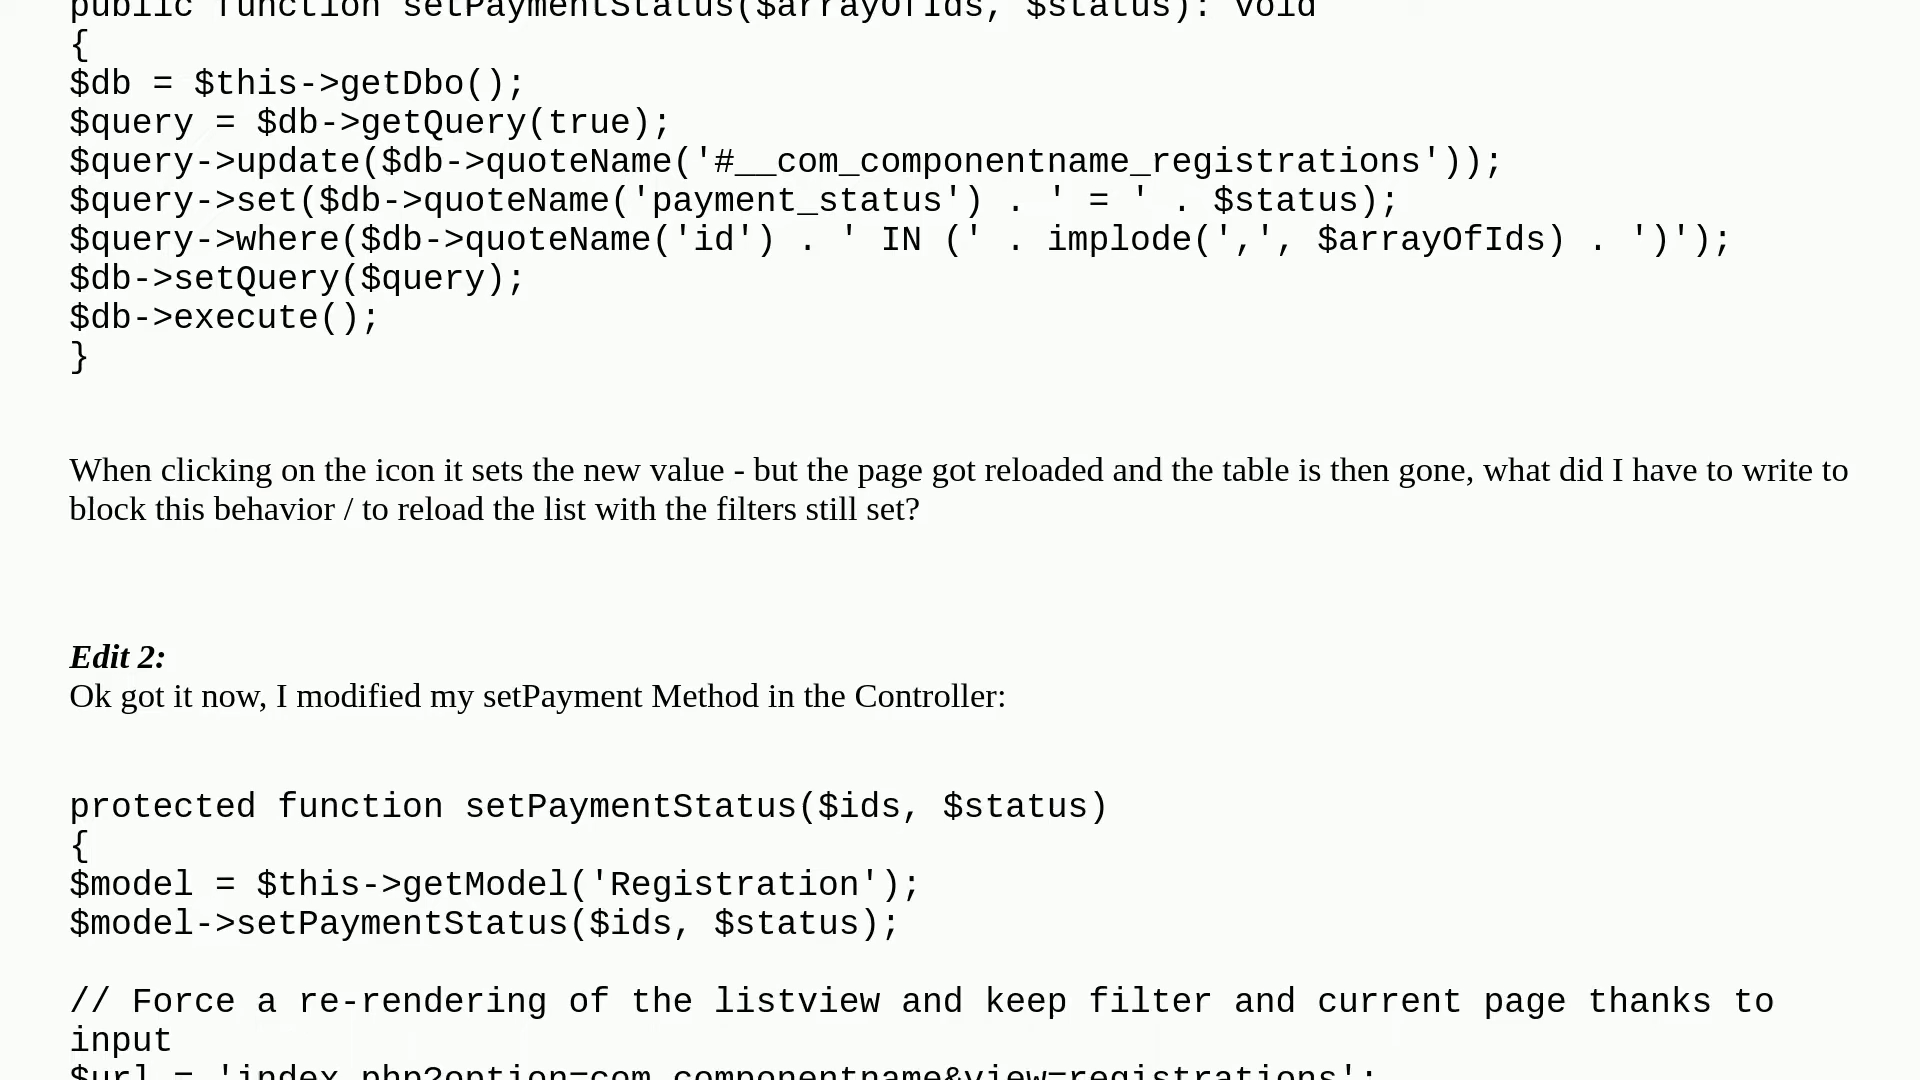 public function setPaymentStatus($arrayOfIds, $status): void
{
$db = $this->getDbo();
$query = $db->getQuery(true);
$query->update($db->quoteName('#__com_componentname_registrations'));
$query->set($db->quoteName('payment_status') . ' = ' . $status);
$query->where($db->quoteName('id') . ' IN (' . implode(',', $arrayOfIds) . ')');
$db->setQuery($query);
$db->execute();
}
When clicking on the icon it sets the new value - but the page got reloaded and the table is then gone, what did I have to write to
block this behavior / to reload the list with the filters still set?
Edit 2:
Ok got it now, I modified my setPayment Method in the Controller:
protected function setPaymentStatus($ids, $status)
{
$model = $this->getModel('Registration');
$model->setPaymentStatus($ids, $status);
// Force a re-rendering of the listview and keep filter and current page thanks to
input
$url = 'index.php?option=com_componentname&view=registrations';